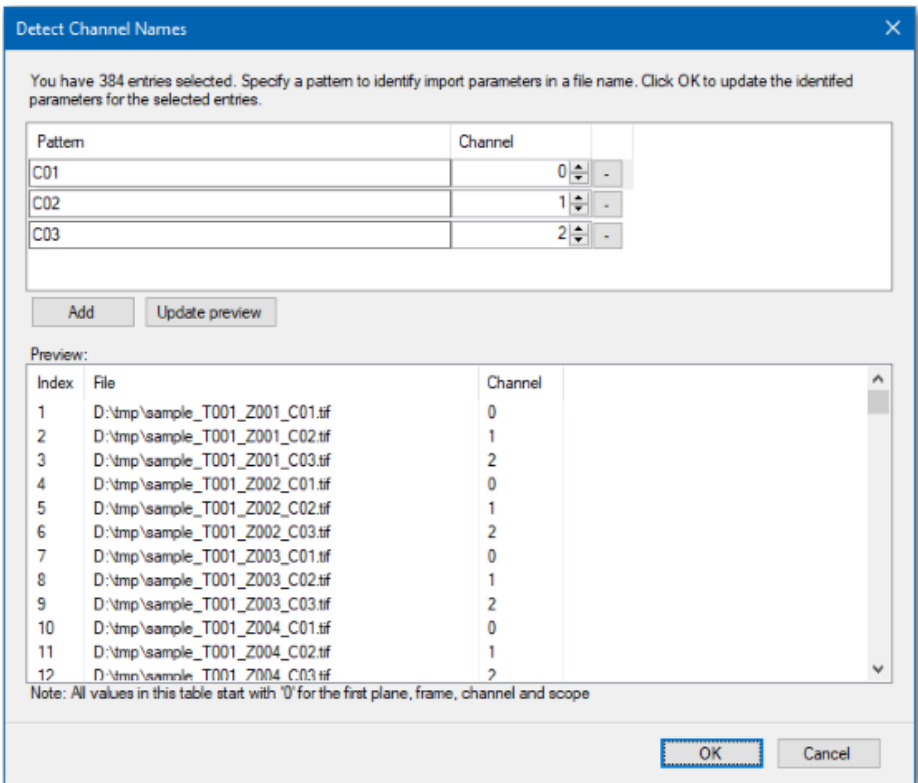 Detect Channel Names
You have 384 entries selected. Specify a pattern to identify import parameters in a file name. Click OK to update the identifed
parameters for the selected entries.
Pattern Channel
C01 0 -
C02 1 -
C03 2 -
Add Update preview
Preview:
Index File Channel
1 D:\tmp\sample_T001_Z001_C01.tif 0
2 D:\tmp\sample_T001_Z001_C02.tif 1
3 D:\tmp\sample_T001_Z001_C03.tif 2
4 D:\tmp\sample_T001_Z002_C01.tif 0
5 D:\tmp\sample_T001_Z002_C02.tif 1
6 D:\tmp\sample_T001_Z002_C03.tif 2
7 D:\tmp\sample_T001_Z003_C01.tif 0
8 D:\tmp\sample_T001_Z003_C02.tif 1
9 D:\tmp\sample_T001_Z003_C03.tif 2
10 D:\tmp\sample_T001_Z004_C01.tif 0
11 D:\tmp\sample_T001_Z004_C02.tif 1
12 D:\tmp\sample_T001_Z004_C03.tif 2
Note: All values in this table start with '0' for the first plane, frame, channel and scope
OK Cancel